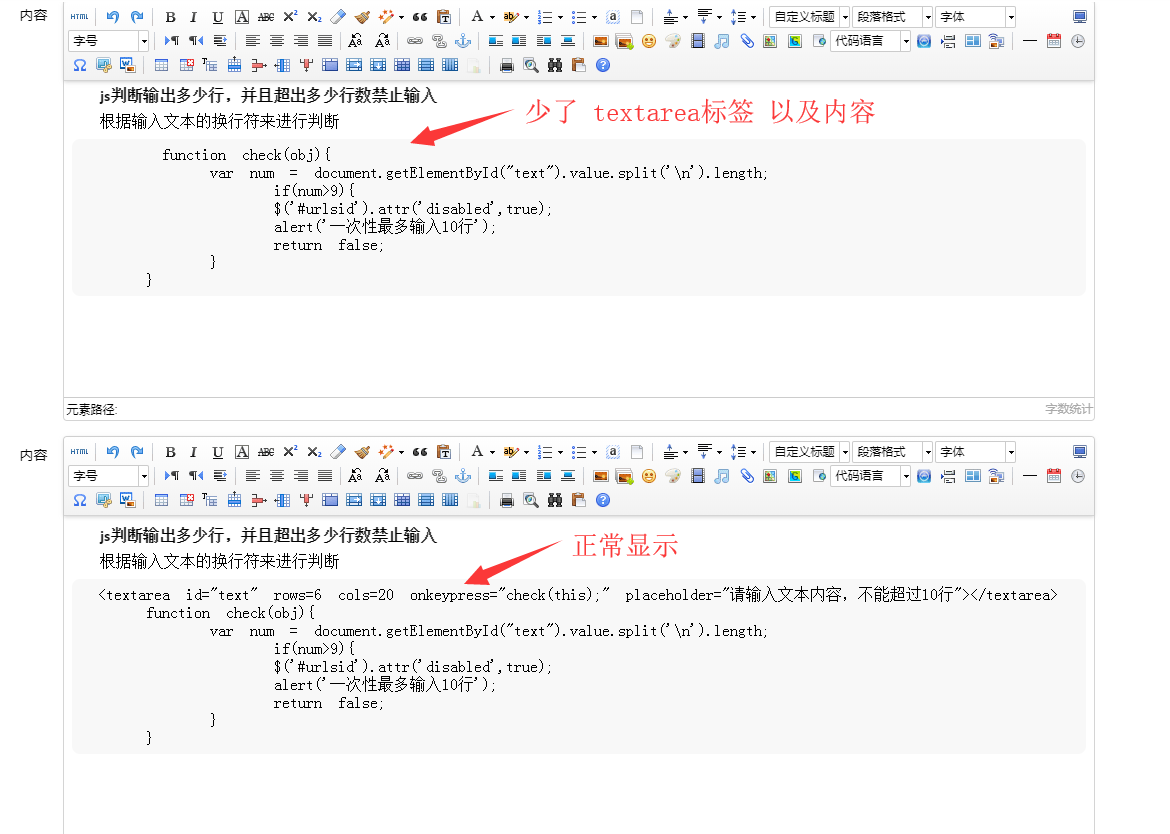 内容
HTML B I U A ABC X² X₂ A ab a 自定义标题 段落格式 字体
字号 代码语言
js判断输出多少行，并且超出多少行数禁止输入
少了 textarea标签 以及内容
根据输入文本的换行符来进行判断
function check(obj){
var num = document.getElementById("text").value.split('\n').length;
if(num>9){
$('#urlsid').attr('disabled',true);
alert('一次性最多输入10行');
return false;
}
}
元素路径: 字数统计
内容
HTML B I U A ABC X² X₂ A ab a 自定义标题 段落格式 字体
字号 代码语言
js判断输出多少行，并且超出多少行数禁止输入
正常显示
根据输入文本的换行符来进行判断
<textarea id="text" rows=6 cols=20 onkeypress="check(this);" placeholder="请输入文本内容，不能超过10行"></textarea>
function check(obj){
var num = document.getElementById("text").value.split('\n').length;
if(num>9){
$('#urlsid').attr('disabled',true);
alert('一次性最多输入10行');
return false;
}
}